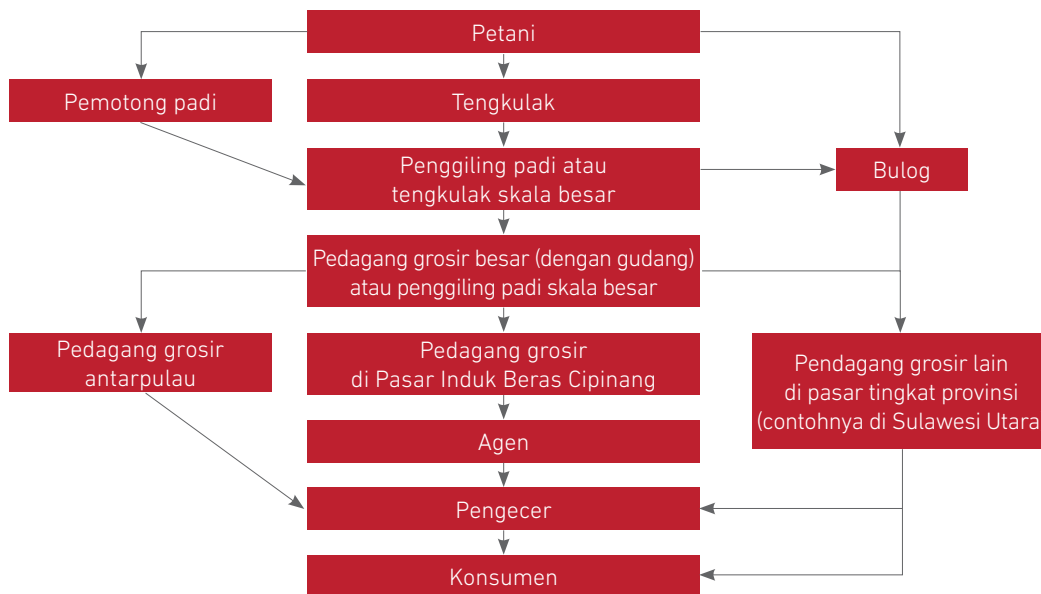 Petani
Pemotong padi
Tengkulak
Penggiling padi atau
tengkulak skala besar
Bulog
Pedagang grosir besar (dengan gudang)
atau penggiling padi skala besar
Pedagang grosir
antarpulau
Pedagang grosir
di Pasar Induk Beras Cipinang
Pendagang grosir lain
di pasar tingkat provinsi
(contohnya di Sulawesi Utara
Agen
Pengecer
Konsumen